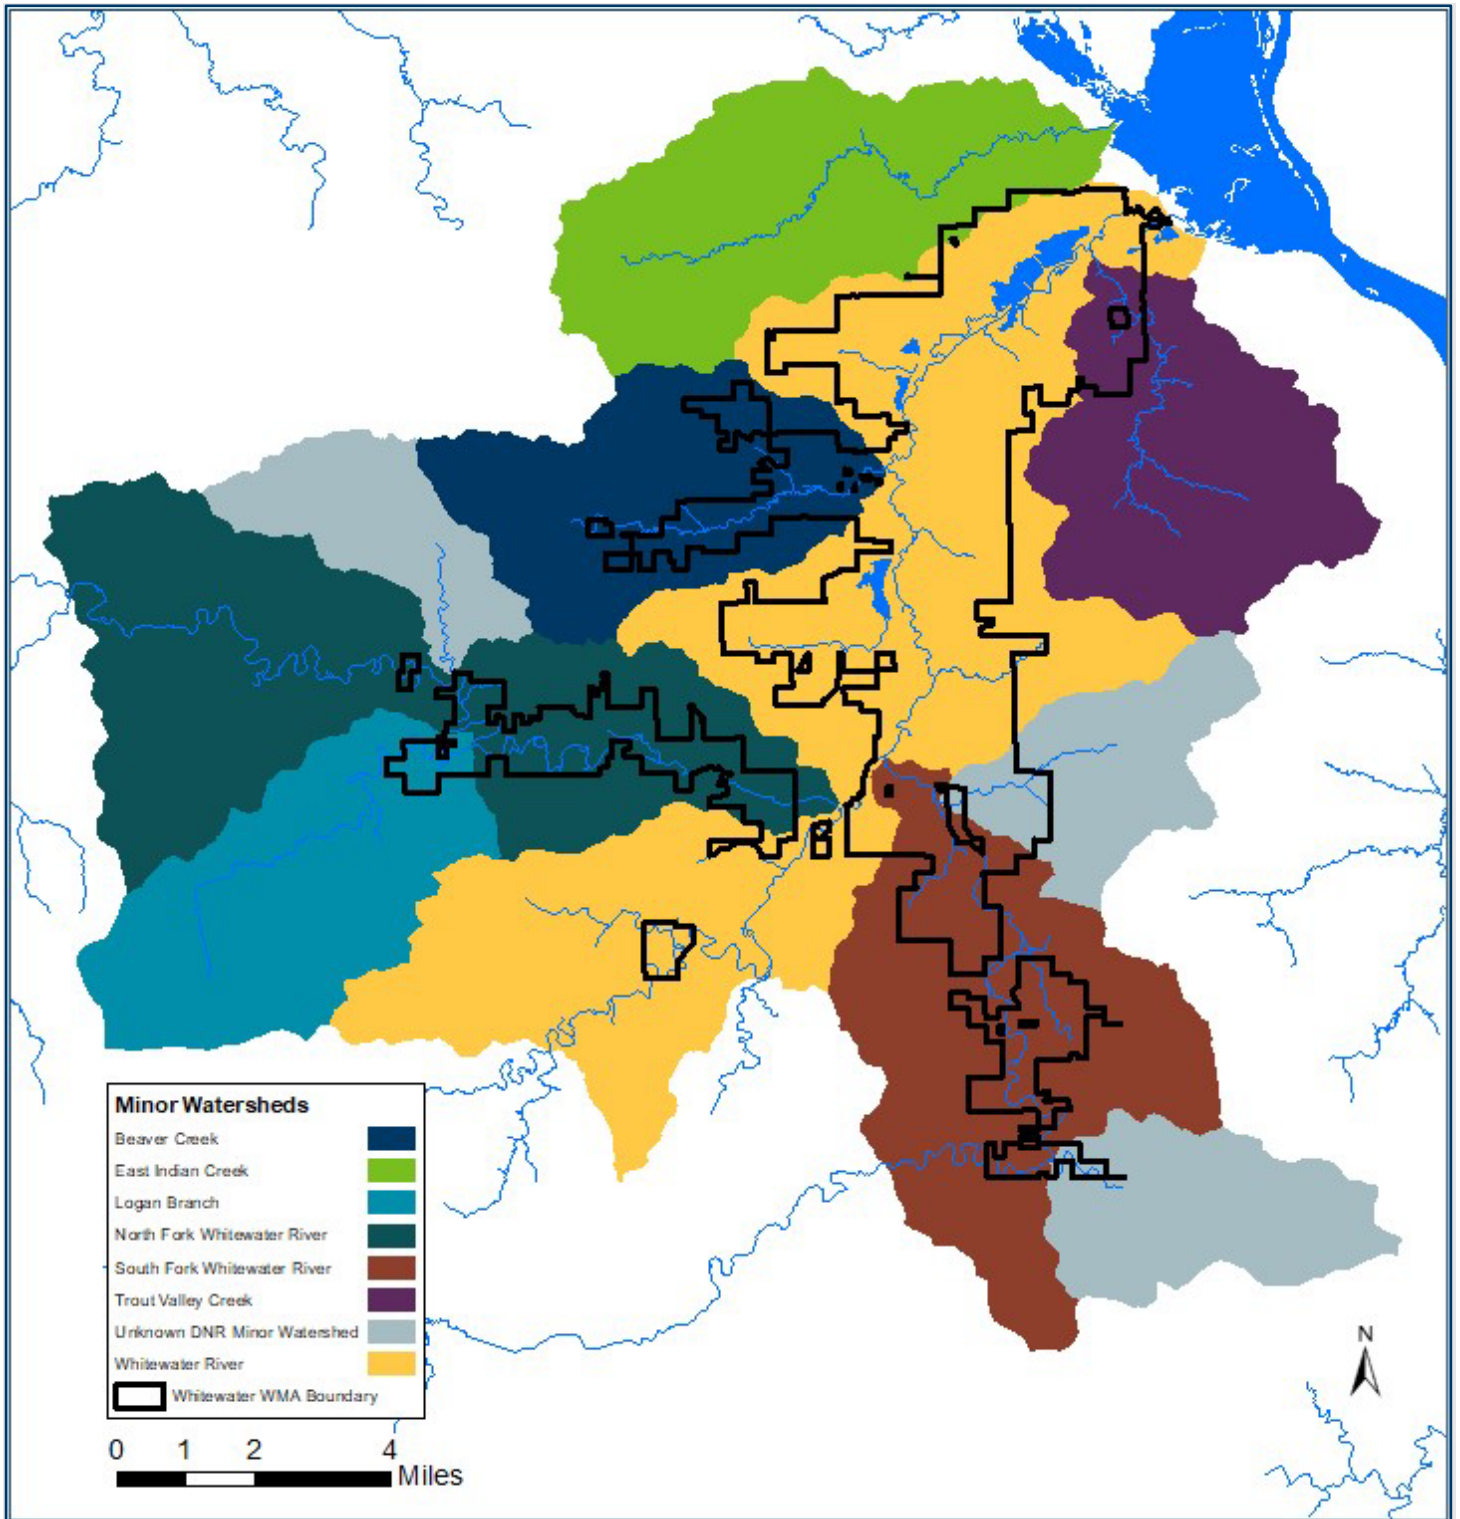 Minor Watersheds
Beaver Creek
East Indian Creek
Logan Branch
North Fork Whitewater River
South Fork Whitewater River
Trout Valley Creek
Unknown DNR Minor Watershed
Whitewater River
Whitewater WMA Boundary
N
0 1 2 4
Miles